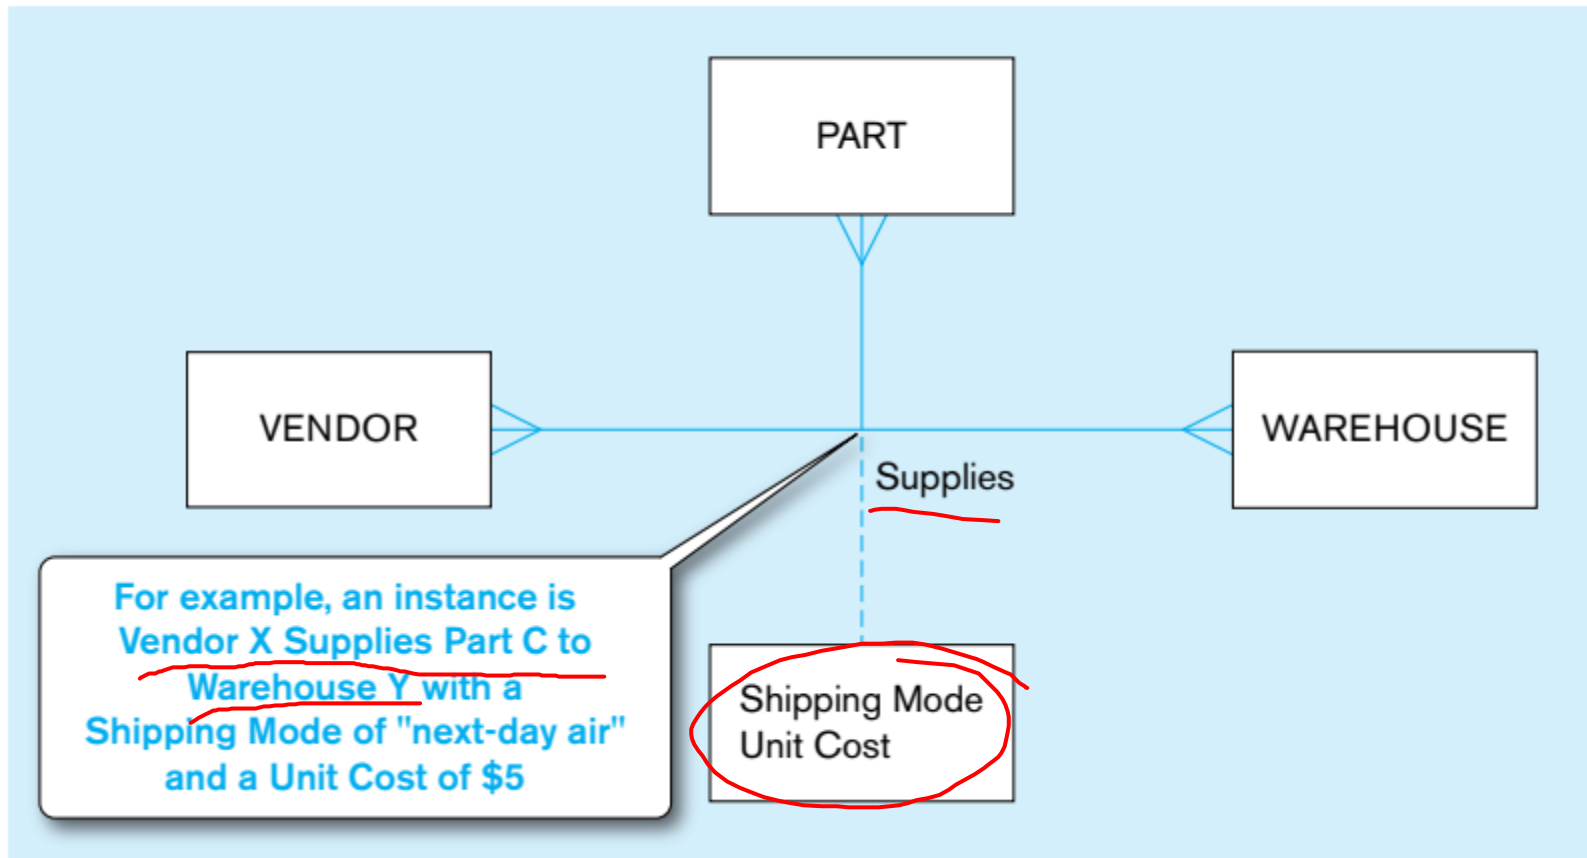 PART
VENDOR
WAREHOUSE
Supplies
For example, an instance is
Vendor X Supplies Part C to
Warehouse Y with a
Shipping Mode of "next-day air"
and a Unit Cost of $5
Shipping Mode
Unit Cost